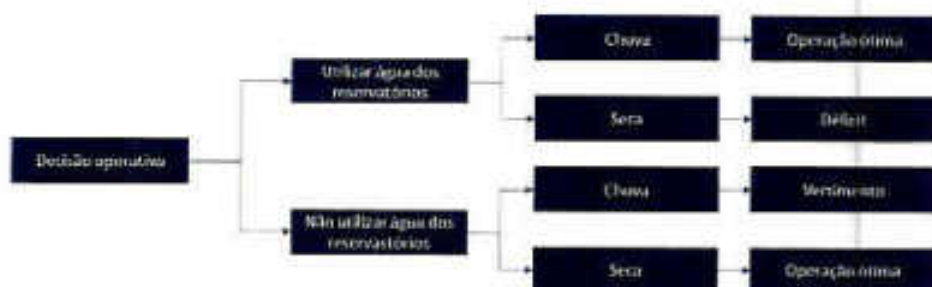 Decisão operativa
Utilizar água dos
reservatórios
Não utilizar água dos
reservastórios
Chuva
Operação ótima
Seca
Déficit
Chuva
Vertimento
Seca
Operação ótima